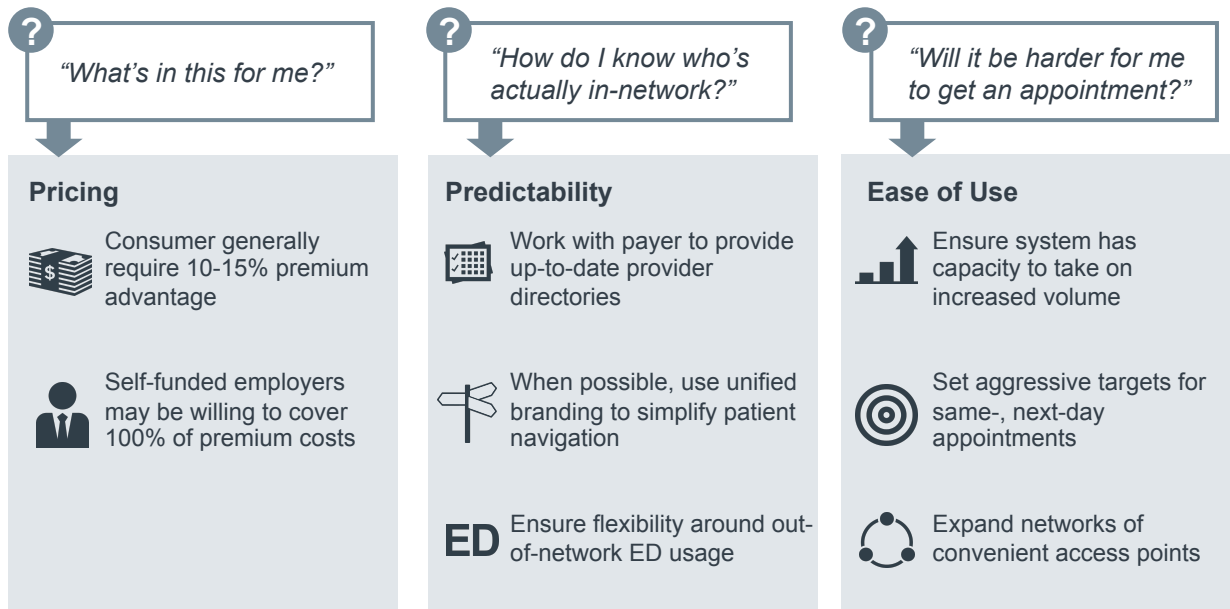 ?
“What’s in this for me?”
Pricing
$
Consumer generally
require 10-15% premium
advantage
Self-funded employers
may be willing to cover
100% of premium costs
?
“How do I know who’s
actually in-network?”
Predictability
Work with payer to provide
up-to-date provider
directories
When possible, use unified
branding to simplify patient
navigation
ED
Ensure flexibility around out-
of-network ED usage
?
“Will it be harder for me
to get an appointment?”
Ease of Use
Ensure system has
capacity to take on
increased volume
Set aggressive targets for
same-, next-day
appointments
Expand networks of
convenient access points